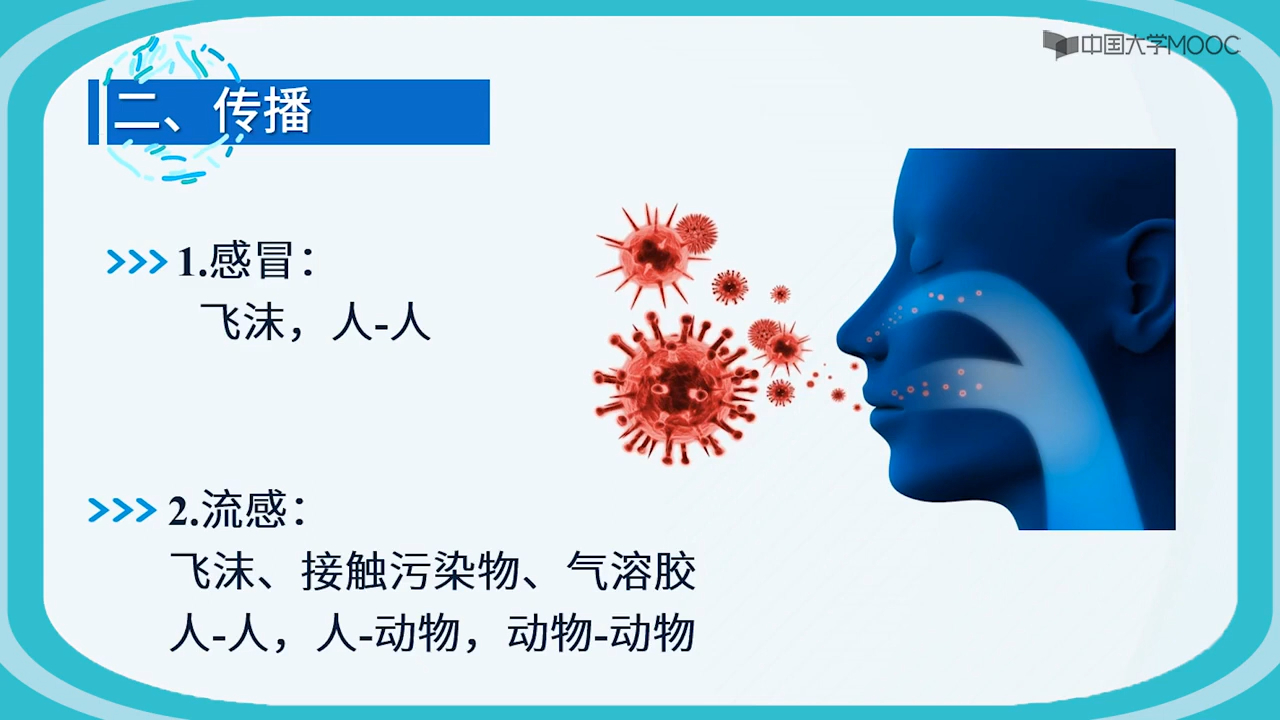 中国大学MOOC
二、传播
1.感冒：
飞沫，人-人
2.流感：
飞沫、接触污染物、气溶胶
人-人，人-动物，动物-动物